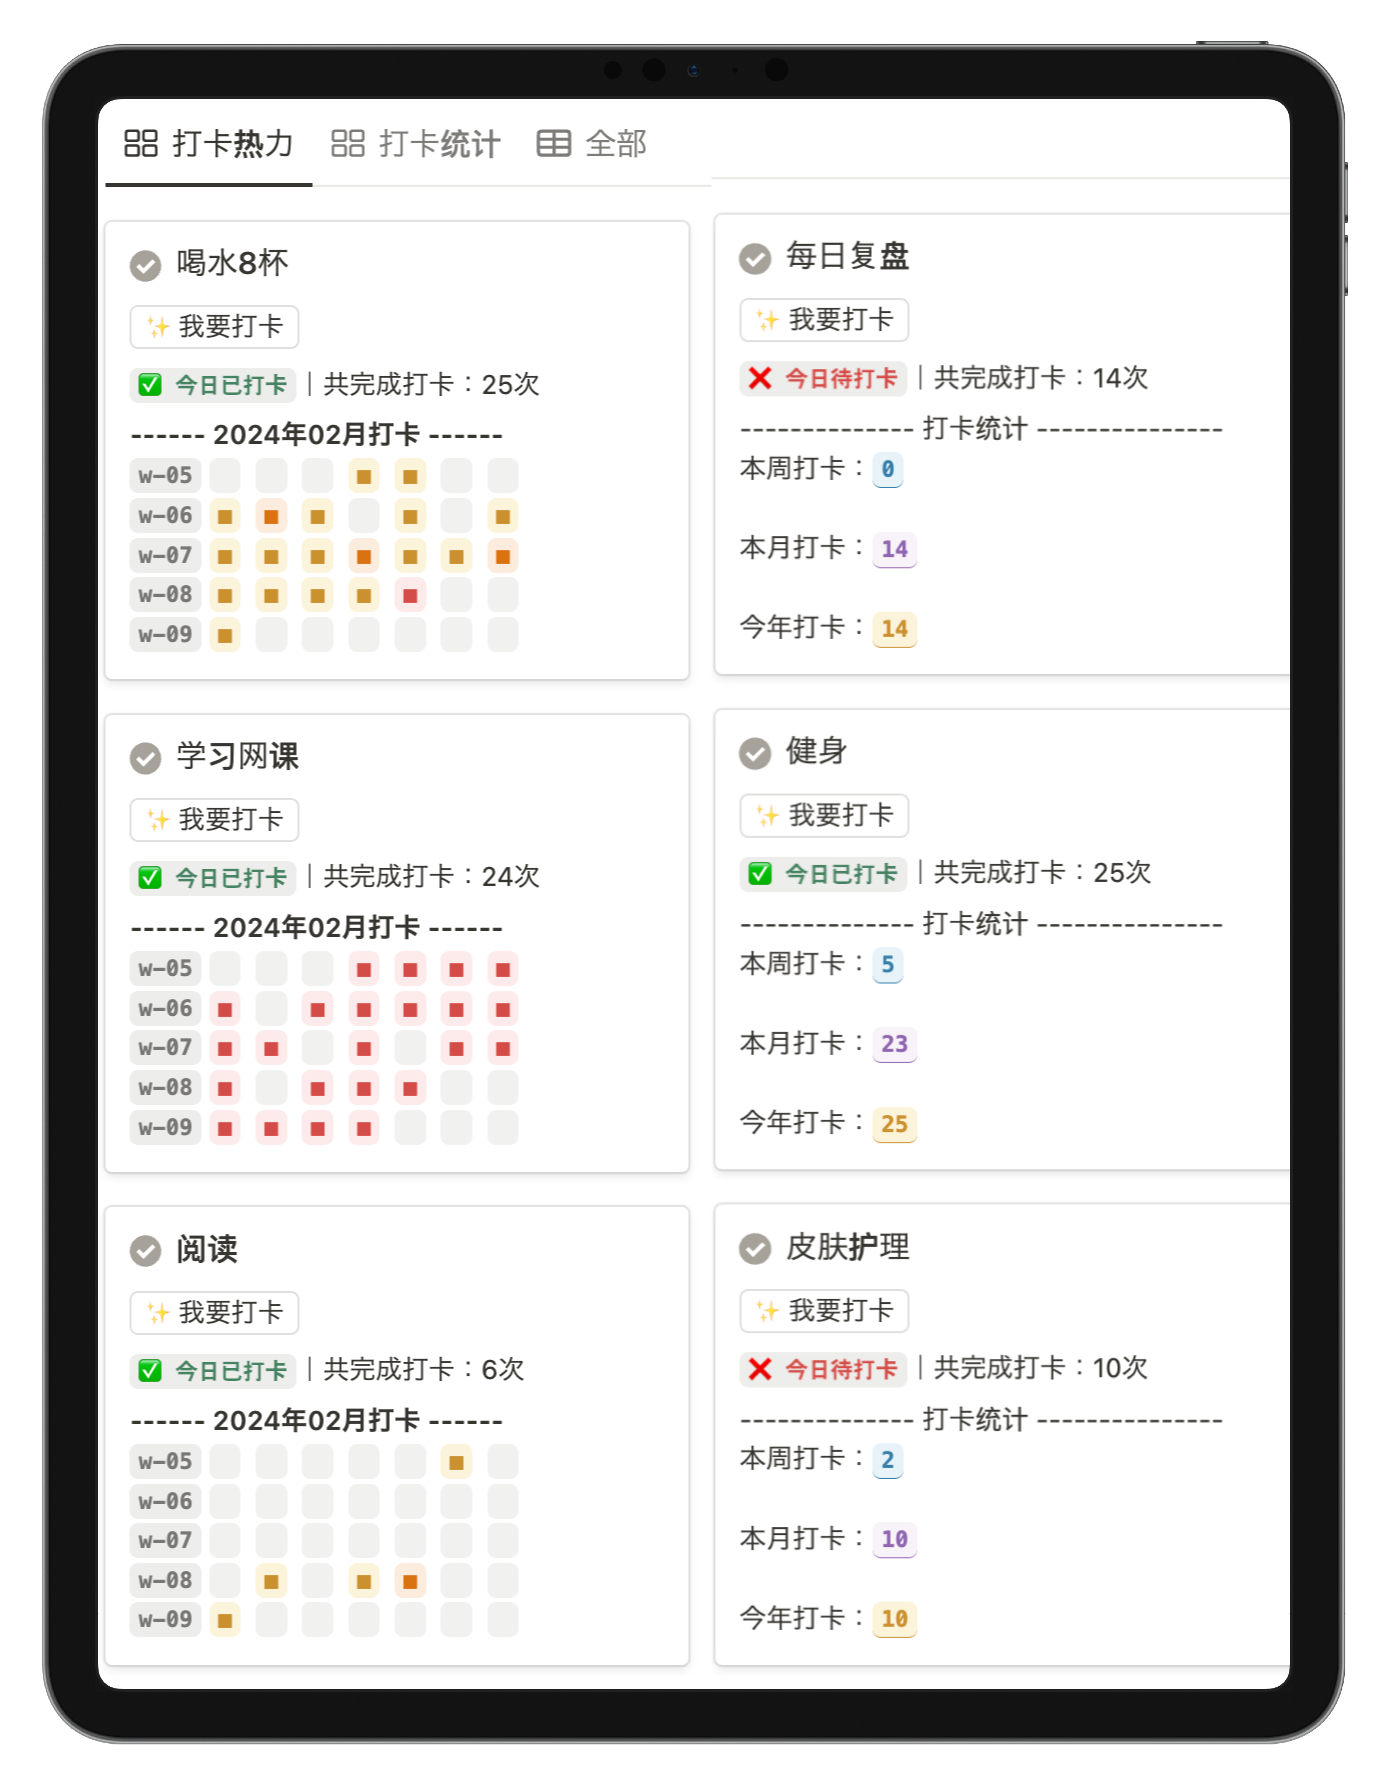 打卡热力 打卡统计 全部
喝水8杯
✨ 我要打卡
✅ 今日已打卡 | 共完成打卡：25次
------ 2024年02月打卡 ------
w-05
w-06
w-07
w-08
w-09
每日复盘
✨ 我要打卡
❌ 今日待打卡 | 共完成打卡：14次
-------------- 打卡统计 ---------------
本周打卡：0
本月打卡：14
今年打卡：14
学习网课
✨ 我要打卡
✅ 今日已打卡 | 共完成打卡：24次
------ 2024年02月打卡 ------
w-05
w-06
w-07
w-08
w-09
健身
✨ 我要打卡
✅ 今日已打卡 | 共完成打卡：25次
-------------- 打卡统计 ---------------
本周打卡：5
本月打卡：23
今年打卡：25
阅读
✨ 我要打卡
✅ 今日已打卡 | 共完成打卡：6次
------ 2024年02月打卡 ------
w-05
w-06
w-07
w-08
w-09
皮肤护理
✨ 我要打卡
❌ 今日待打卡 | 共完成打卡：10次
-------------- 打卡统计 ---------------
本周打卡：2
本月打卡：10
今年打卡：10